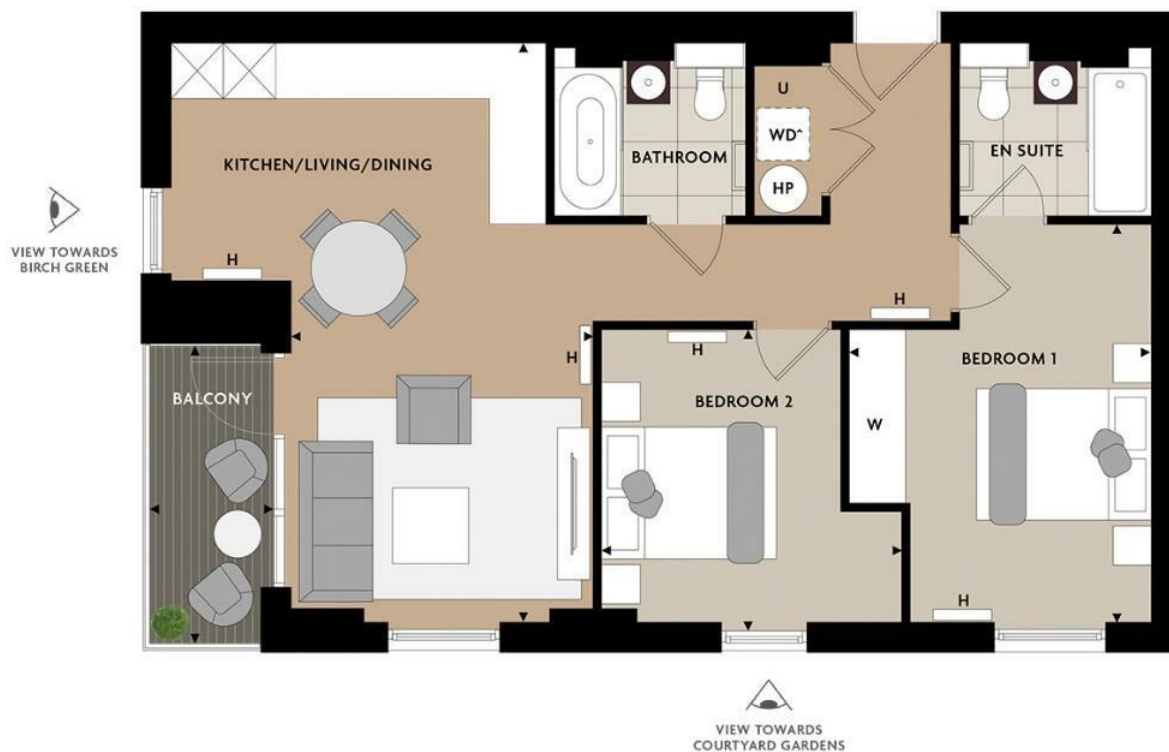 U
WD^
HP
BATHROOM
EN SUITE
KITCHEN/LIVING/DINING
VIEW TOWARDS
BIRCH GREEN
H
H
H
H
BALCONY
BEDROOM 1
BEDROOM 2
W
H
VIEW TOWARDS
COURTYARD GARDENS